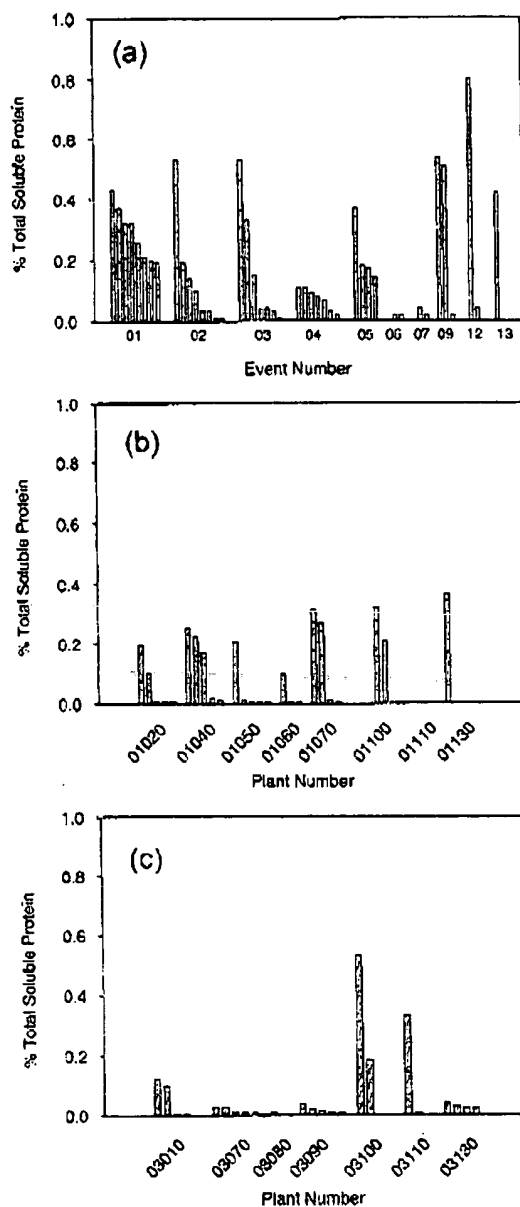 (a)
% Total Soluble Protein
1.0
0.8
0.6
0.4
0.2
0.0
01 02 03 04 05 06 07 09 12 13
Event Number
(b)
% Total Soluble Protein
1.0
0.8
0.6
0.4
0.2
0.0
01020 01040 01050 01060 01070 01100 01110 01130
Plant Number
(c)
% Total Soluble Protein
1.0
0.8
0.6
0.4
0.2
0.0
03010 03070 03080 03090 03100 03110 03130
Plant Number